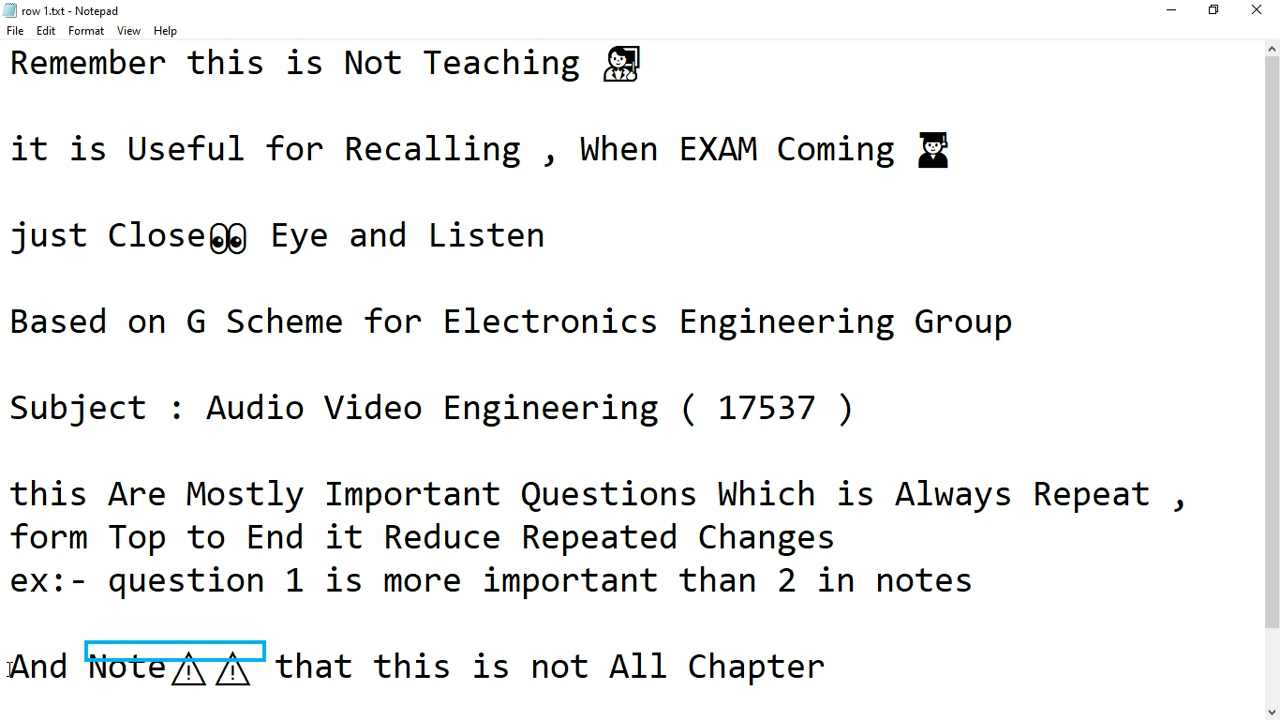 row 1.txt - Notepad
File Edit Format View Help
Remember this is Not Teaching 👩‍🏫
it is Useful for Recalling , When EXAM Coming 👨‍🎓
just Close👀 Eye and Listen
Based on G Scheme for Electronics Engineering Group
Subject : Audio Video Engineering ( 17537 )
this Are Mostly Important Questions Which is Always Repeat ,
form Top to End it Reduce Repeated Changes
ex:- question 1 is more important than 2 in notes
And Note⚠⚠ that this is not All Chapter